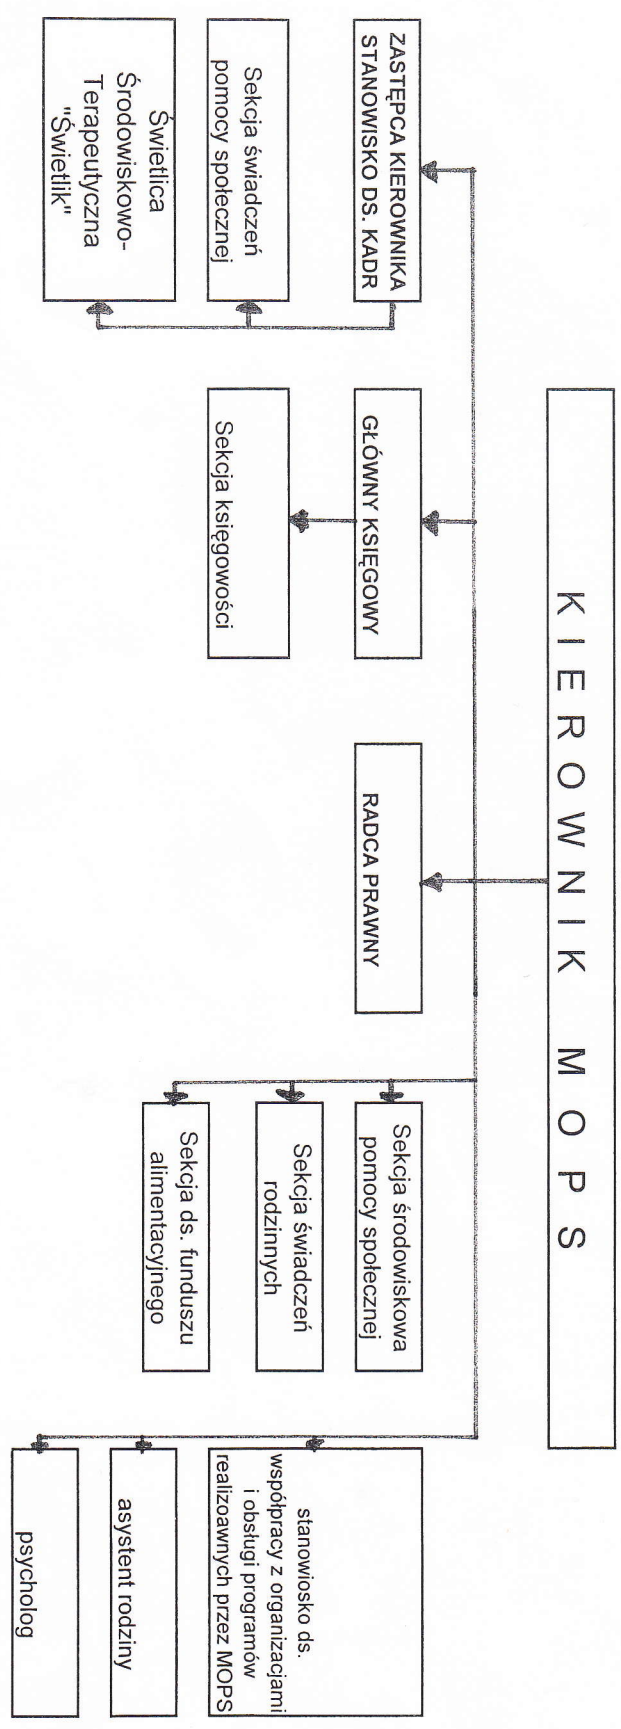 KIEROWNIK MOPS
ZASTĘPCA KIEROWNIKA
STANOWISKO DS. KADR
Sekcja świadczeń
pomocy społecznej
Świetlica
Środowiskowo-
Terapeutyczna
"Świetlik"
GŁÓWNY KSIĘGOWY
Sekcja księgowości
RADCA PRAWNY
Sekcja środowiskowa
pomocy społecznej
Sekcja świadczeń
rodzinnych
Sekcja ds. funduszu
alimentacyjnego
stanowiosko ds.
współpracy z organizacjami
i obsługi programów
realizoawnych przez MOPS
asystent rodziny
psycholog